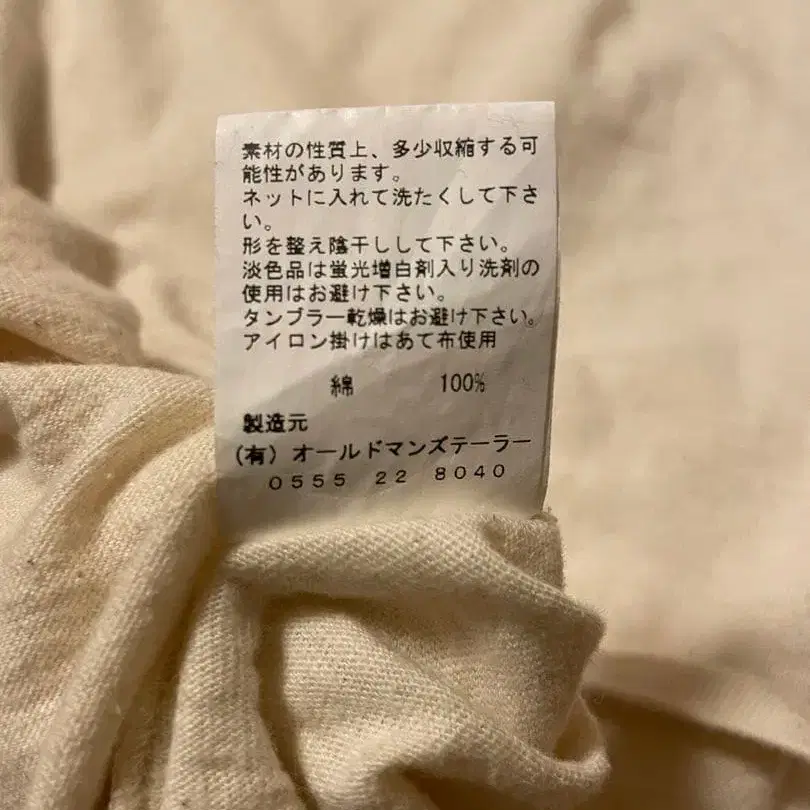 素材の性質上、多少収縮する可
能性があります。
ネットに入れて洗たくして下さ
い。
形を整え陰干しして下さい。
淡色品は蛍光増白剤入り洗剤の
使用はお避け下さい。
タンブラー乾燥はお避け下さい。
アイロン掛けはあて布使用
綿 100%
製造元
(有) オールドマンズテーラー
0555 22 8040